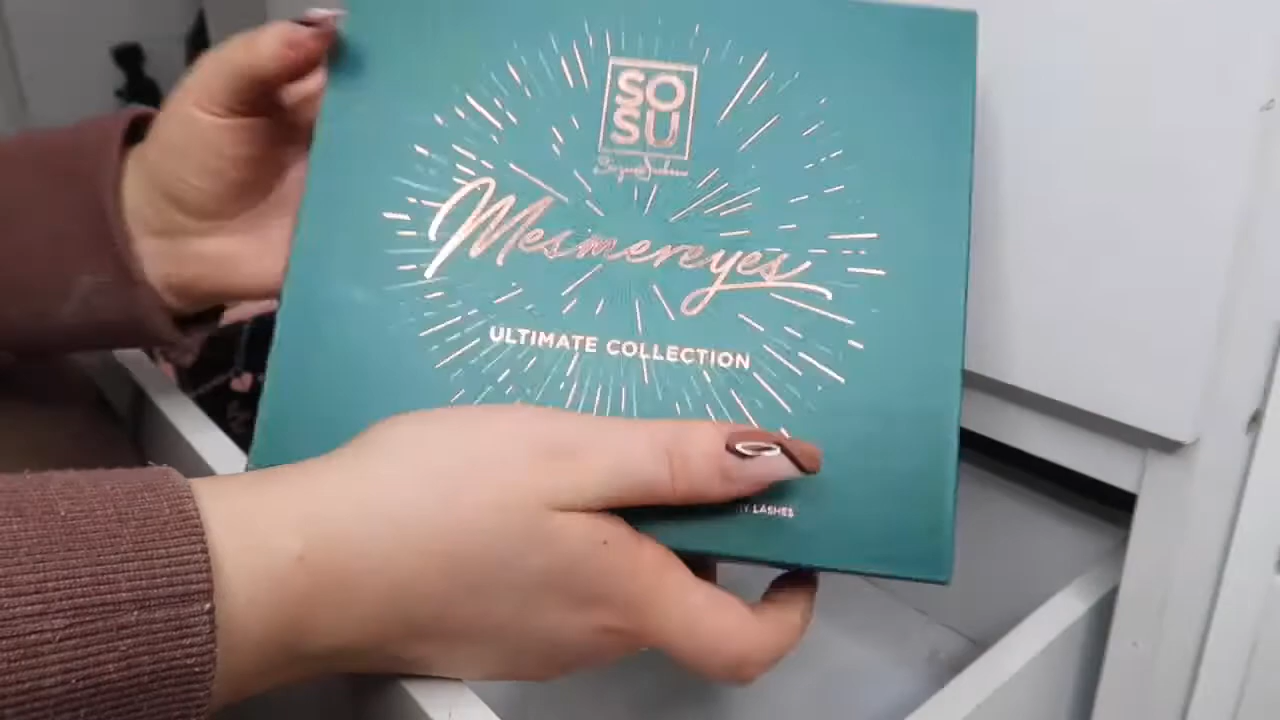 SO
SU
Mesmereyes
ULTIMATE COLLECTION
LASHES